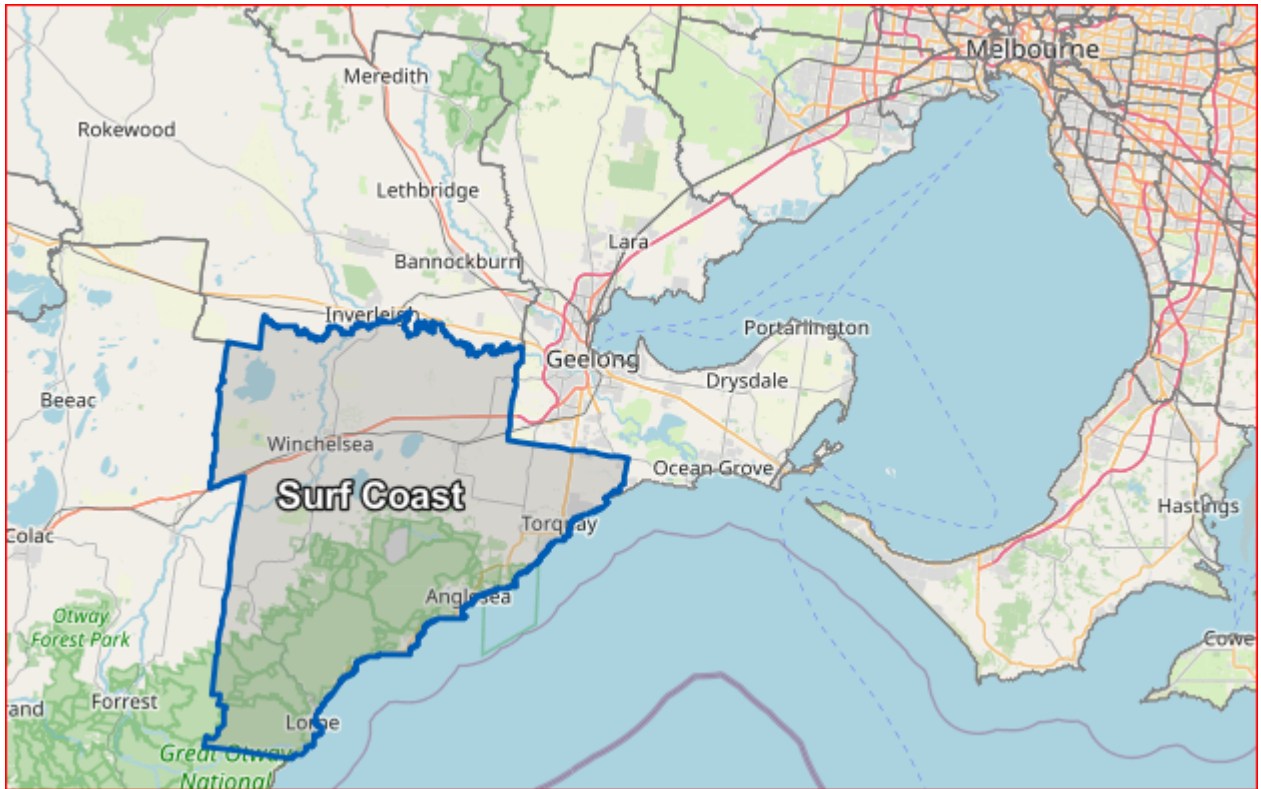 Melbourne
Meredith
Rokewood
Lethbridge
Lara
Bannockburn
Inverleigh
Portarlington
Geelong
Drysdale
Beeac
Winchelsea
Ocean Grove
Surf Coast
Torquay
Hastings
Colac
Anglesea
Otway
Forest Park
Cowe
Forrest
and
Lorne
Great Otway
National